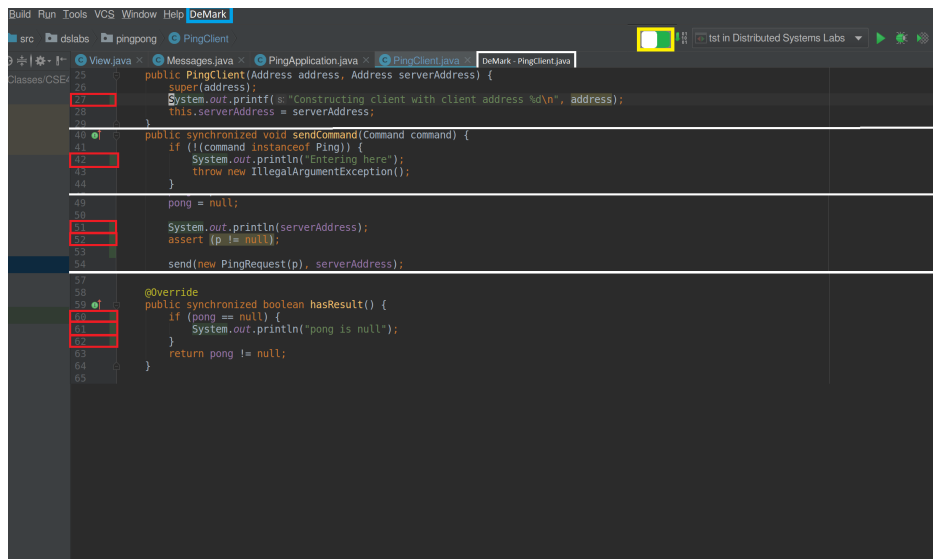 Build Run Tools VCS Window Help DeMark
src dslabs pingpong PingClient
tst in Distributed Systems Labs
View.java Messages.java PingApplication.java PingClient.java DeMark - PingClient.java
Classes/CSE4
25 public PingClient(Address address, Address serverAddress) {
26 super(address);
27 System.out.printf( s: "Constructing client with client address %d\n", address);
28 this.serverAddress = serverAddress;
29 }
40 public synchronized void sendCommand(Command command) {
41 if (!(command instanceof Ping)) {
42 System.out.println("Entering here");
43 throw new IllegalArgumentException();
44 }
49 pong = null;
50
51 System.out.println(serverAddress);
52 assert (p != null);
53
54 send(new PingRequest(p), serverAddress);
57
58 @Override
59 public synchronized boolean hasResult() {
60 if (pong == null) {
61 System.out.println("pong is null");
62 }
63 return pong != null;
64 }
65